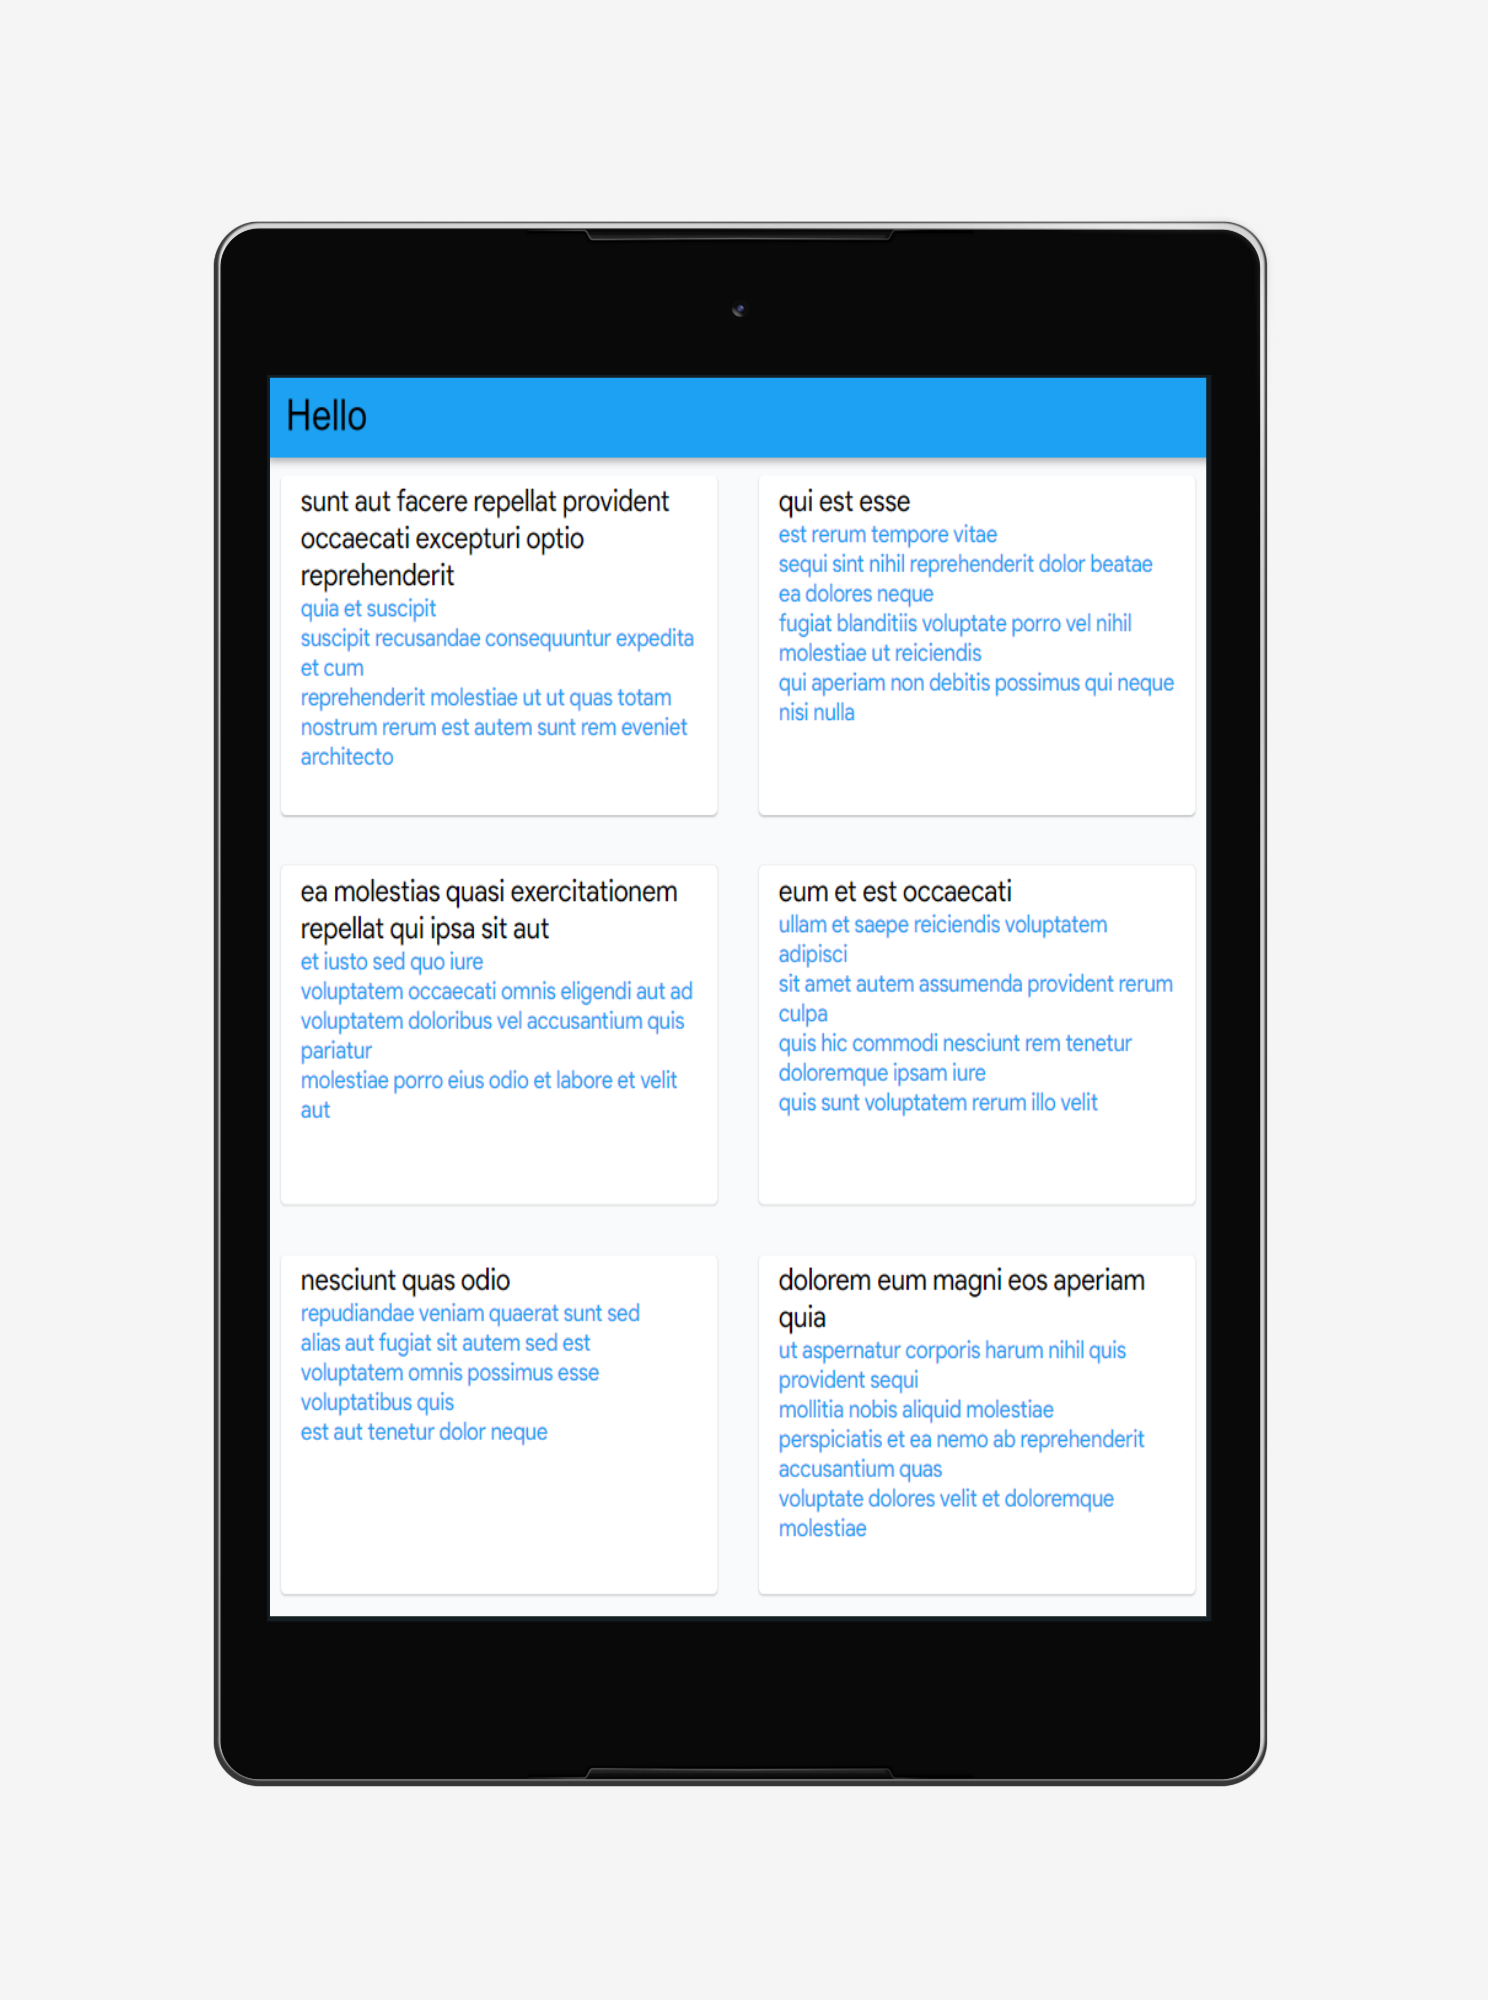 Hello
sunt aut facere repellat provident
occaecati excepturi optio
reprehenderit
quia et suscipit
suscipit recusandae consequuntur expedita
et cum
reprehenderit molestiae ut ut quas totam
nostrum rerum est autem sunt rem eveniet
architecto
qui est esse
est rerum tempore vitae
sequi sint nihil reprehenderit dolor beatae
ea dolores neque
fugiat blanditiis voluptate porro vel nihil
molestiae ut reiciendis
qui aperiam non debitis possimus qui neque
nisi nulla
ea molestias quasi exercitationem
repellat qui ipsa sit aut
et iusto sed quo iure
voluptatem occaecati omnis eligendi aut ad
voluptatem doloribus vel accusantium quis
pariatur
molestiae porro eius odio et labore et velit
aut
eum et est occaecati
ullam et saepe reiciendis voluptatem
adipisci
sit amet autem assumenda provident rerum
culpa
quis hic commodi nesciunt rem tenetur
doloremque ipsam iure
quis sunt voluptatem rerum illo velit
nesciunt quas odio
repudiandae veniam quaerat sunt sed
alias aut fugiat sit autem sed est
voluptatem omnis possimus esse
voluptatibus quis
est aut tenetur dolor neque
dolorem eum magni eos aperiam
quia
ut aspernatur corporis harum nihil quis
provident sequi
mollitia nobis aliquid molestiae
perspiciatis et ea nemo ab reprehenderit
accusantium quas
voluptate dolores velit et doloremque
molestiae